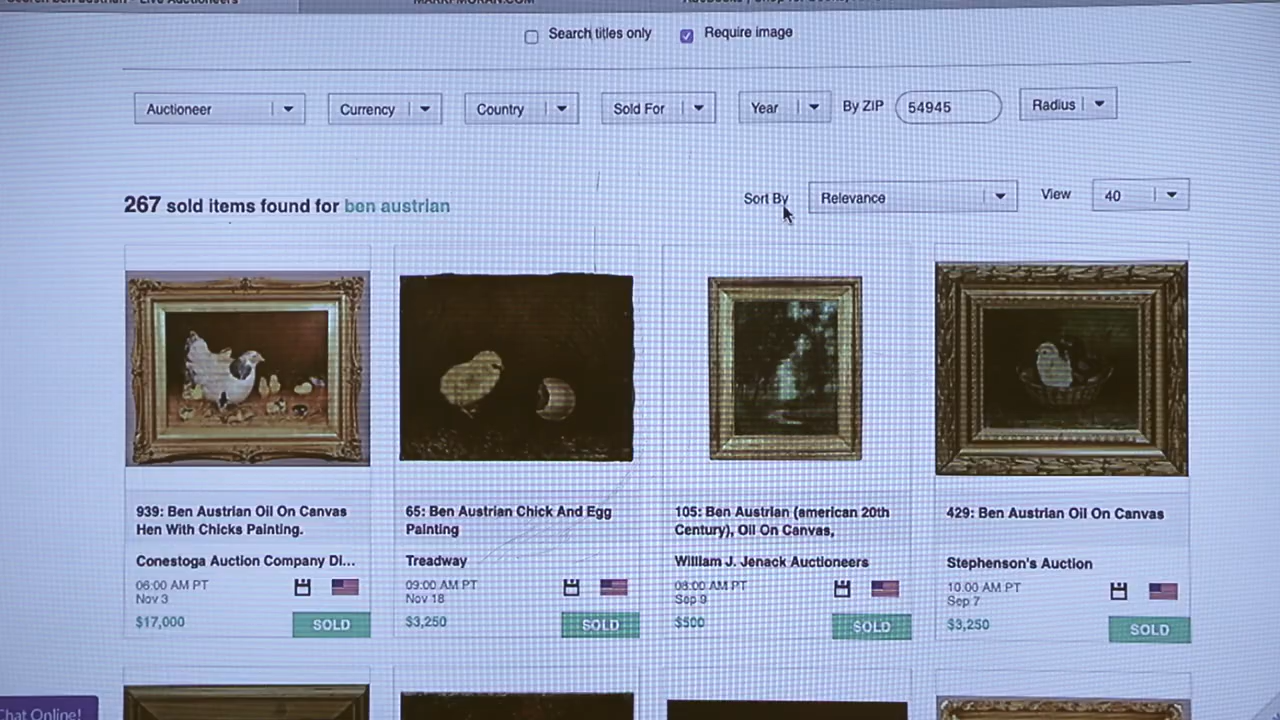 Search titles only
Require image
Auctioneer
Currency
Country
Sold For
Year
By ZIP
54945
Radius
267 sold items found for ben austrian
Sort By
Relevance
View
40
939: Ben Austrian Oil On Canvas
Hen With Chicks Painting.
Conestoga Auction Company Di...
06:00 AM PT
Nov 3
$17,000
SOLD
65: Ben Austrian Chick And Egg
Painting
Treadway
09:00 AM PT
Nov 18
$3,250
SOLD
105: Ben Austrian (american 20th
Century), Oil On Canvas,
William J. Jenack Auctioneers
08:00 AM PT
Sep 9
$500
SOLD
429: Ben Austrian Oil On Canvas
Stephenson's Auction
10:00 AM PT
Sep 7
$3,250
SOLD
Chat Online!